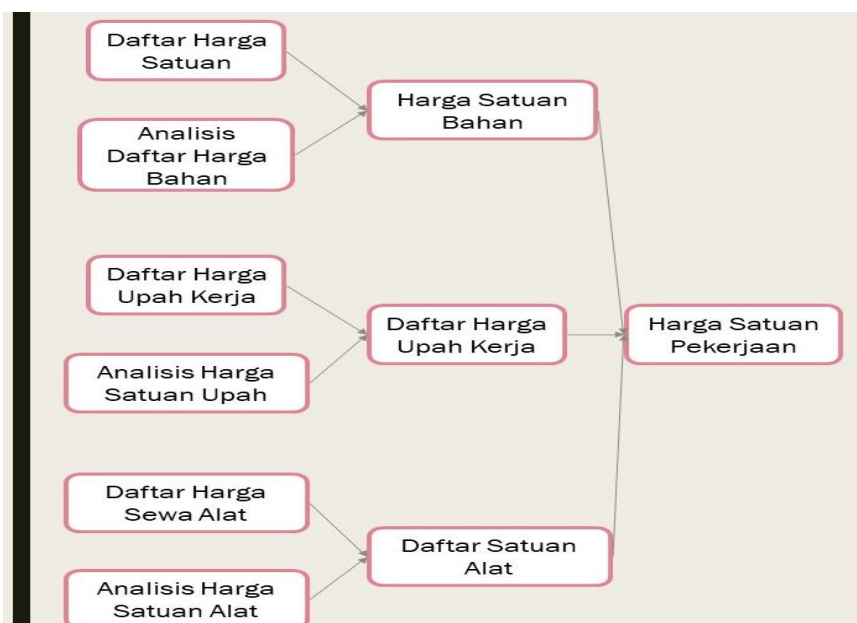 Daftar Harga
Satuan
Analisis
Daftar Harga
Bahan
Harga Satuan
Bahan
Daftar Harga
Upah Kerja
Analisis Harga
Satuan Upah
Daftar Harga
Upah Kerja
Harga Satuan
Pekerjaan
Daftar Harga
Sewa Alat
Analisis Harga
Satuan Alat
Daftar Satuan
Alat